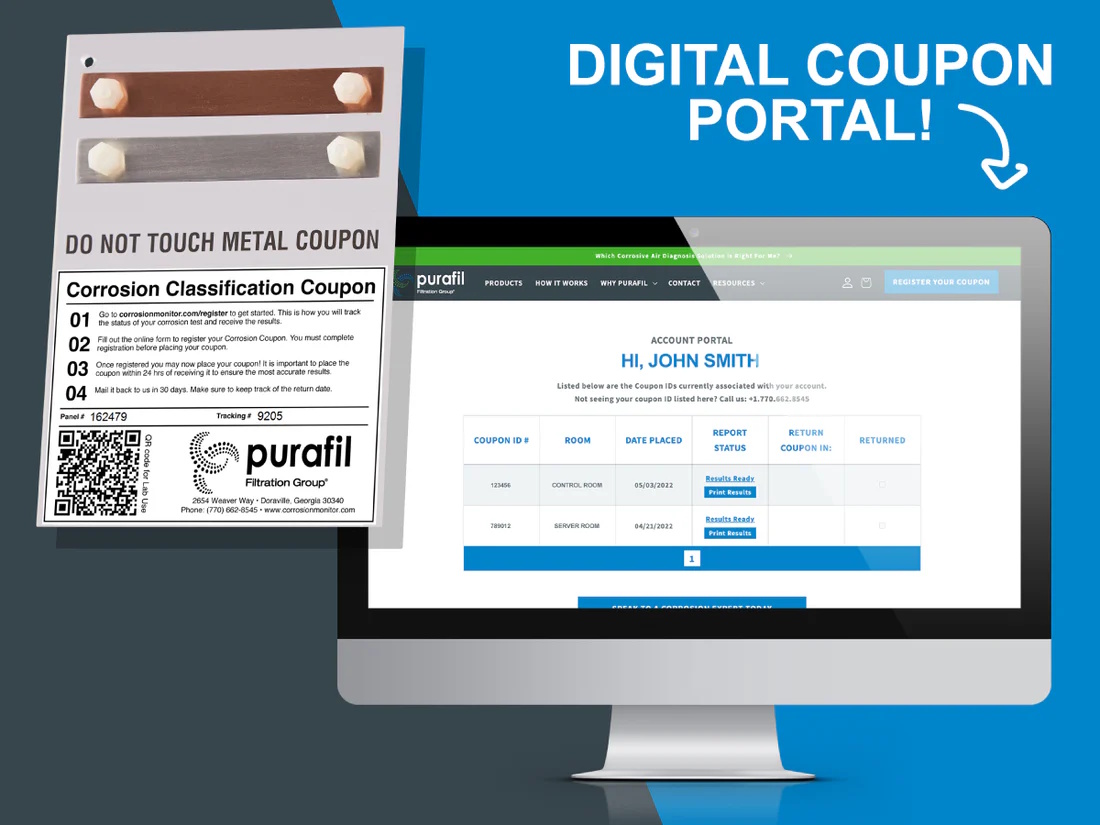 DIGITAL COUPON
PORTAL!
DO NOT TOUCH METAL COUPON
Corrosion Classification Coupon
01 Go to corrosionmonitor.com/register to get started. This is how you will track
the status of your corrosion test and receive the results.
02 Fill out the online form to register your Corrosion Coupon. You must complete
registration before placing your coupon.
03 Once registered you may now place your coupon! It is important to place the
coupon within 24 hrs of receiving it to ensure the most accurate results.
04 Mail it back to us in 30 days. Make sure to keep track of the return date.
Panel # 162479 Tracking # 9205
QR code for Lab Use
purafil
Filtration Group®
2654 Weaver Way • Doraville, Georgia 30340
Phone: (770) 662-8545 • www.corrosionmonitor.com
Which Corrosive Air Diagnosis Solution Is Right For Me? →
purafil
Filtration Group®
PRODUCTS HOW IT WORKS WHY PURAFIL CONTACT RESOURCES REGISTER YOUR COUPON
ACCOUNT PORTAL
HI, JOHN SMITH
Listed below are the Coupon IDs currently associated with your account.
Not seeing your coupon ID listed here? Call us: +1.770.662.8545
COUPON ID # ROOM DATE PLACED REPORT STATUS RETURN COUPON IN: RETURNED
123456 CONTROL ROOM 05/03/2022 Results Ready
Print Results
789012 SERVER ROOM 04/21/2022 Results Ready
Print Results
1
SPEAK TO A CORROSION EXPERT TODAY